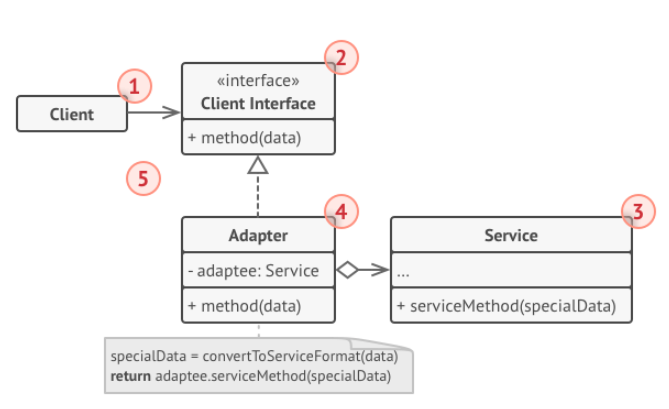 1
2
«interface»
Client Interface
Client
+ method(data)
5
4
3
Adapter
Service
- adaptee: Service
...
+ method(data)
+ serviceMethod(specialData)
specialData = convertToServiceFormat(data)
return adaptee.serviceMethod(specialData)